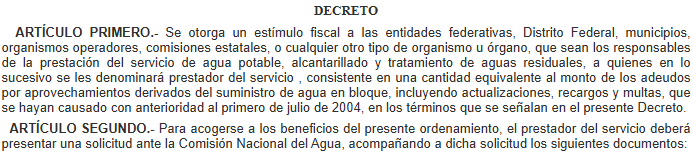 DECRETO
ARTÍCULO PRIMERO.- Se otorga un estímulo fiscal a las entidades federativas, Distrito Federal, municipios,
organismos operadores, comisiones estatales, o cualquier otro tipo de organismo u órgano, que sean los responsables
de la prestación del servicio de agua potable, alcantarillado y tratamiento de aguas residuales, a quienes en lo
sucesivo se les denominará prestador del servicio , consistente en una cantidad equivalente al monto de los adeudos
por aprovechamientos derivados del suministro de agua en bloque, incluyendo actualizaciones, recargos y multas, que
se hayan causado con anterioridad al primero de julio de 2004, en los términos que se señalan en el presente Decreto.
ARTÍCULO SEGUNDO.- Para acogerse a los beneficios del presente ordenamiento, el prestador del servicio deberá
presentar una solicitud ante la Comisión Nacional del Agua, acompañando a dicha solicitud los siguientes documentos: